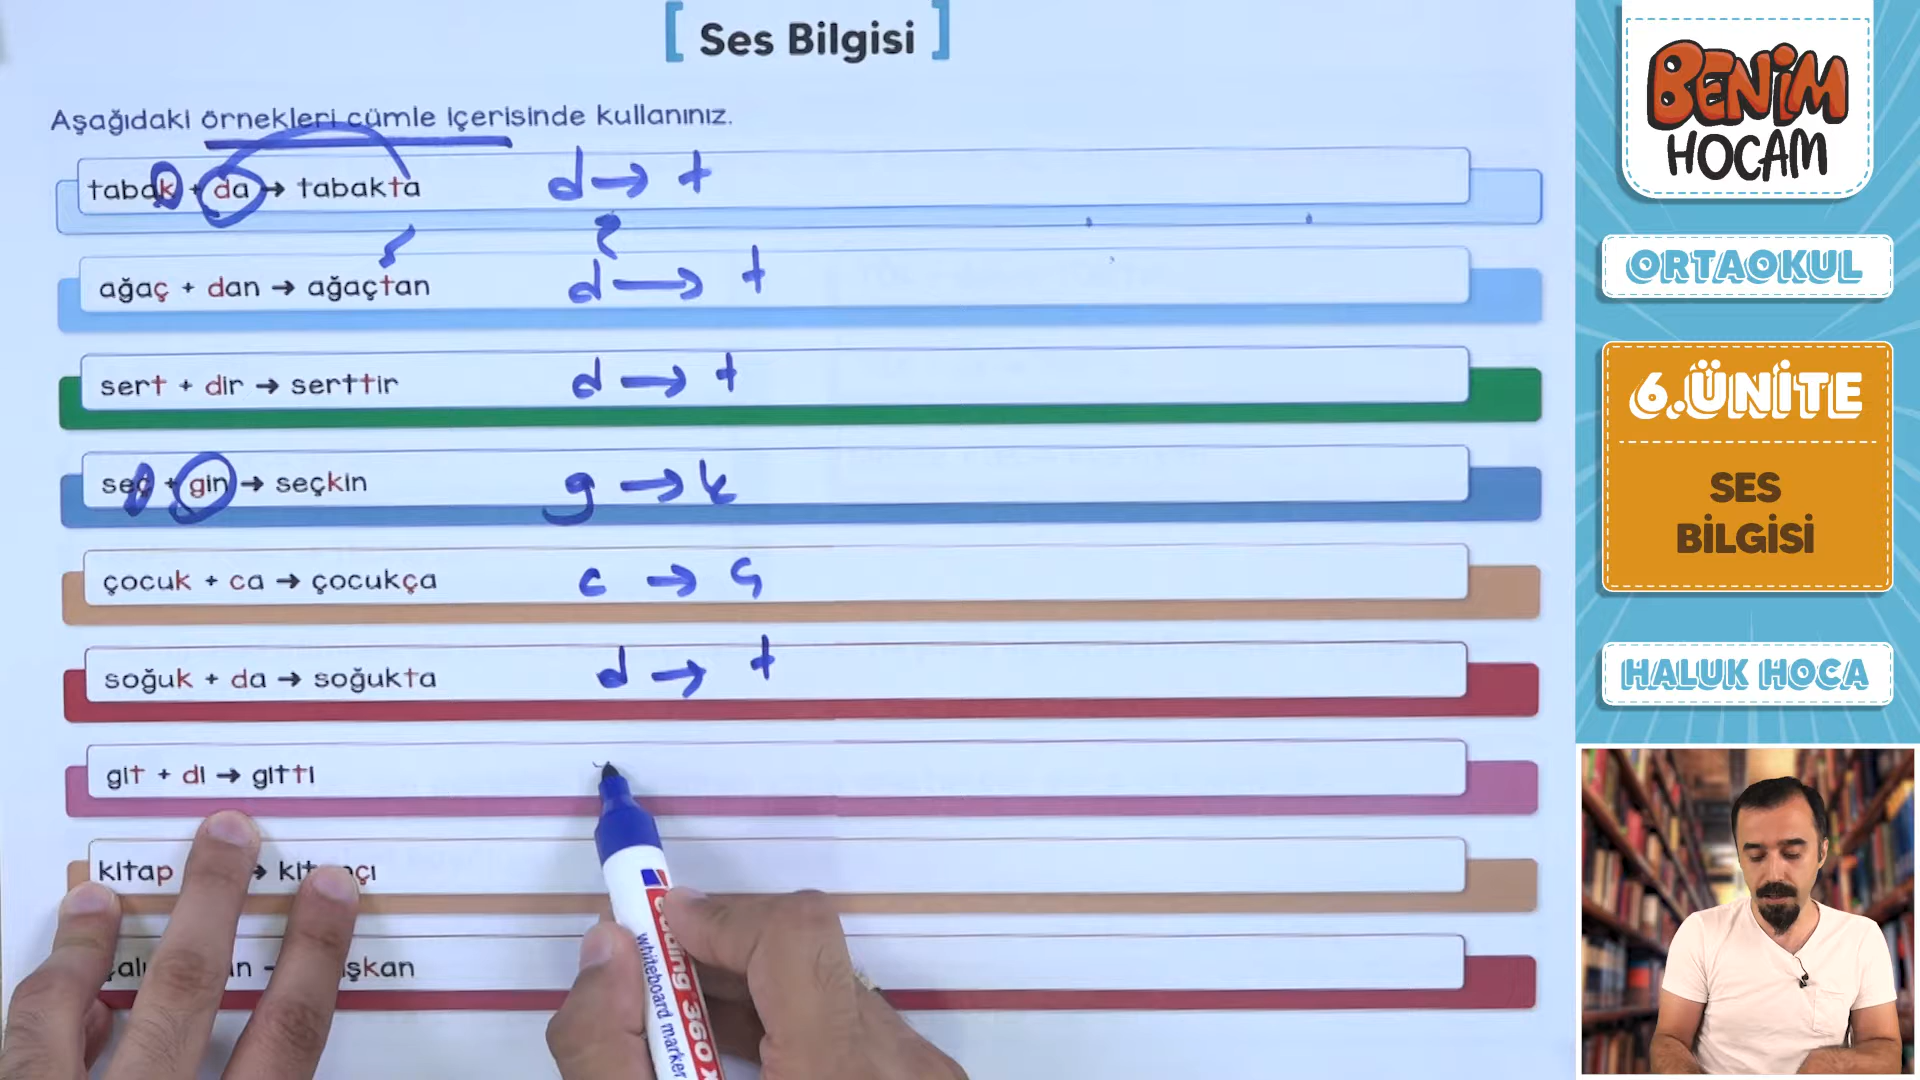 [ Ses Bilgisi ]
Aşağıdaki örnekleri cümle içerisinde kullanınız.
tabak + da → tabakta d → t
ağaç + dan → ağaçtan d → t
sert + dir → serttir d → t
seç + gin → seçkin g → k
çocuk + ca → çocukça c → ç
soğuk + da → soğukta d → t
git + di → gitti
kitap → çı
n → şkan
edding 360
whiteboard marker
BENİM
HOCAM
ORTAOKUL
6.ÜNİTE
SES
BİLGİSİ
HALUK HOCA